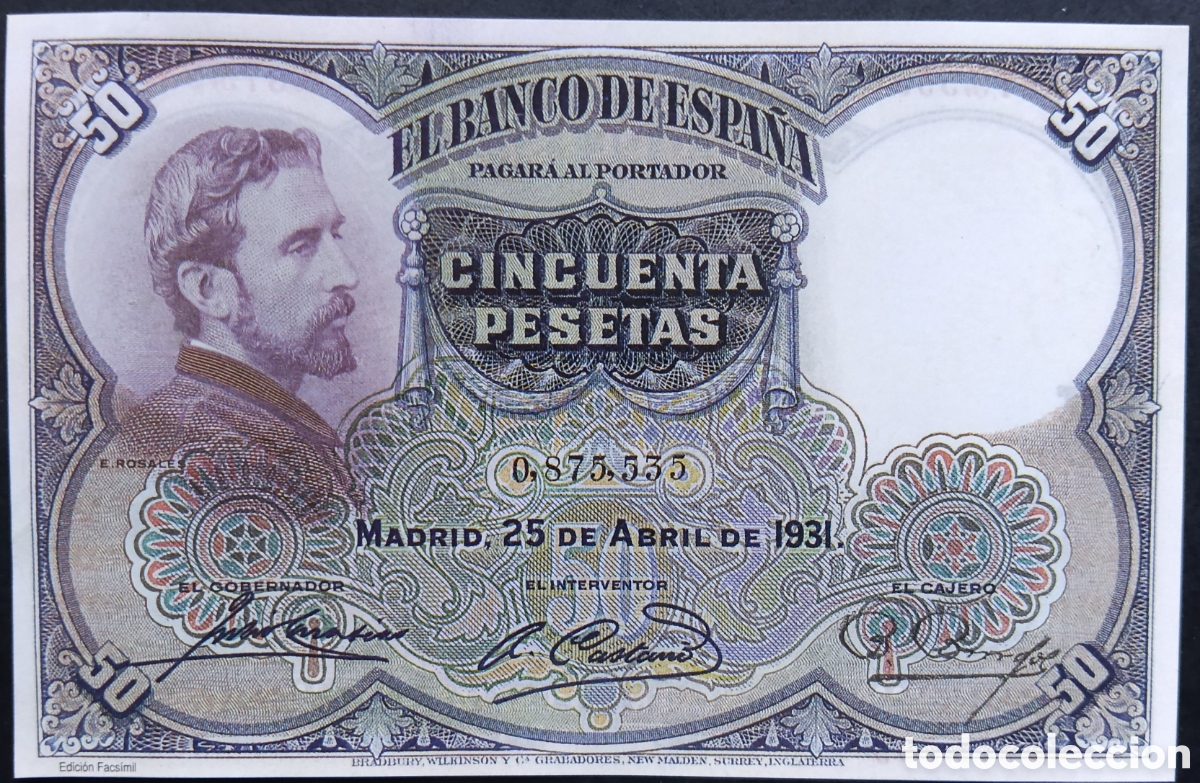 50
50
EL BANCO DE ESPAÑA
PAGARÁ AL PORTADOR
CINCUENTA
PESETAS
E. ROSALES
0,875,535
MADRID, 25 DE ABRIL DE 1931.
EL GOBERNADOR
EL INTERVENTOR
EL CAJERO
50
50
50
BRADBURY, WILKINSON Y Cª GRABADORES, NEW MALDEN, SURREY, INGLATERRA
Edición Facsímil
todocoleccion